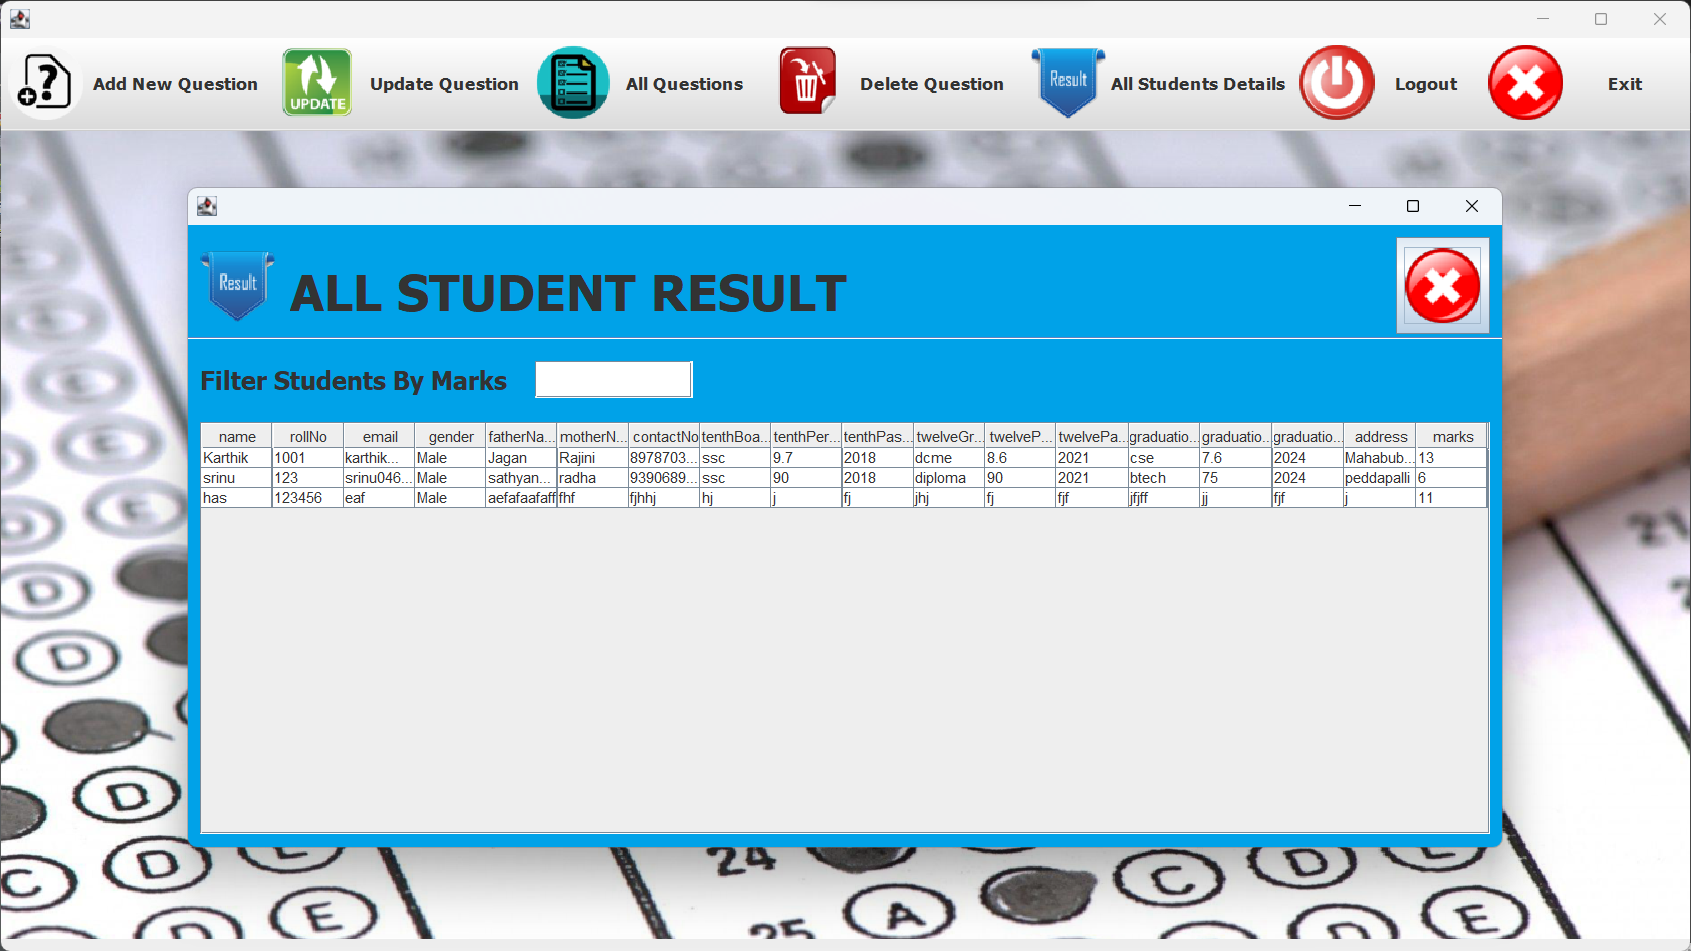 Add New Question UPDATE Update Question All Questions Delete Question Result All Students Details Logout Exit
Result ALL STUDENT RESULT
Filter Students By Marks
name rollNo email gender fatherNa... motherN... contactNo tenthBoa... tenthPer... tenthPas... twelveGr... twelveP... twelvePa... graduatio... graduatio... graduatio... address marks
Karthik 1001 karthik... Male Jagan Rajini 8978703... ssc 9.7 2018 dcme 8.6 2021 cse 7.6 2024 Mahabub... 13
srinu 123 srinu046... Male sathyan... radha 9390689... ssc 90 2018 diploma 90 2021 btech 75 2024 peddapalli 6
has 123456 eaf Male aefafaafaff fhf fjhhj hj j fj jhj fj fjf jfjff jj fjf j 11
D
D
D
D
24
D
C
D
C
E
25
A
D
E
21